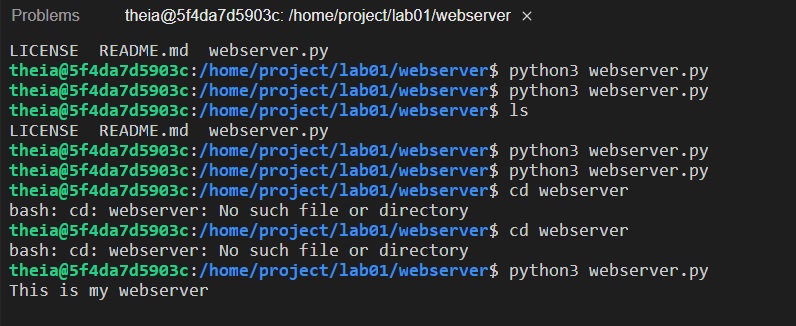 Problems theia@5f4da7d5903c: /home/project/lab01/webserver ×
LICENSE  README.md  webserver.py
theia@5f4da7d5903c:/home/project/lab01/webserver$ python3 webserver.py
theia@5f4da7d5903c:/home/project/lab01/webserver$ python3 webserver.py
theia@5f4da7d5903c:/home/project/lab01/webserver$ ls
LICENSE  README.md  webserver.py
theia@5f4da7d5903c:/home/project/lab01/webserver$ python3 webserver.py
theia@5f4da7d5903c:/home/project/lab01/webserver$ python3 webserver.py
theia@5f4da7d5903c:/home/project/lab01/webserver$ cd webserver
bash: cd: webserver: No such file or directory
theia@5f4da7d5903c:/home/project/lab01/webserver$ cd webserver
bash: cd: webserver: No such file or directory
theia@5f4da7d5903c:/home/project/lab01/webserver$ python3 webserver.py
This is my webserver